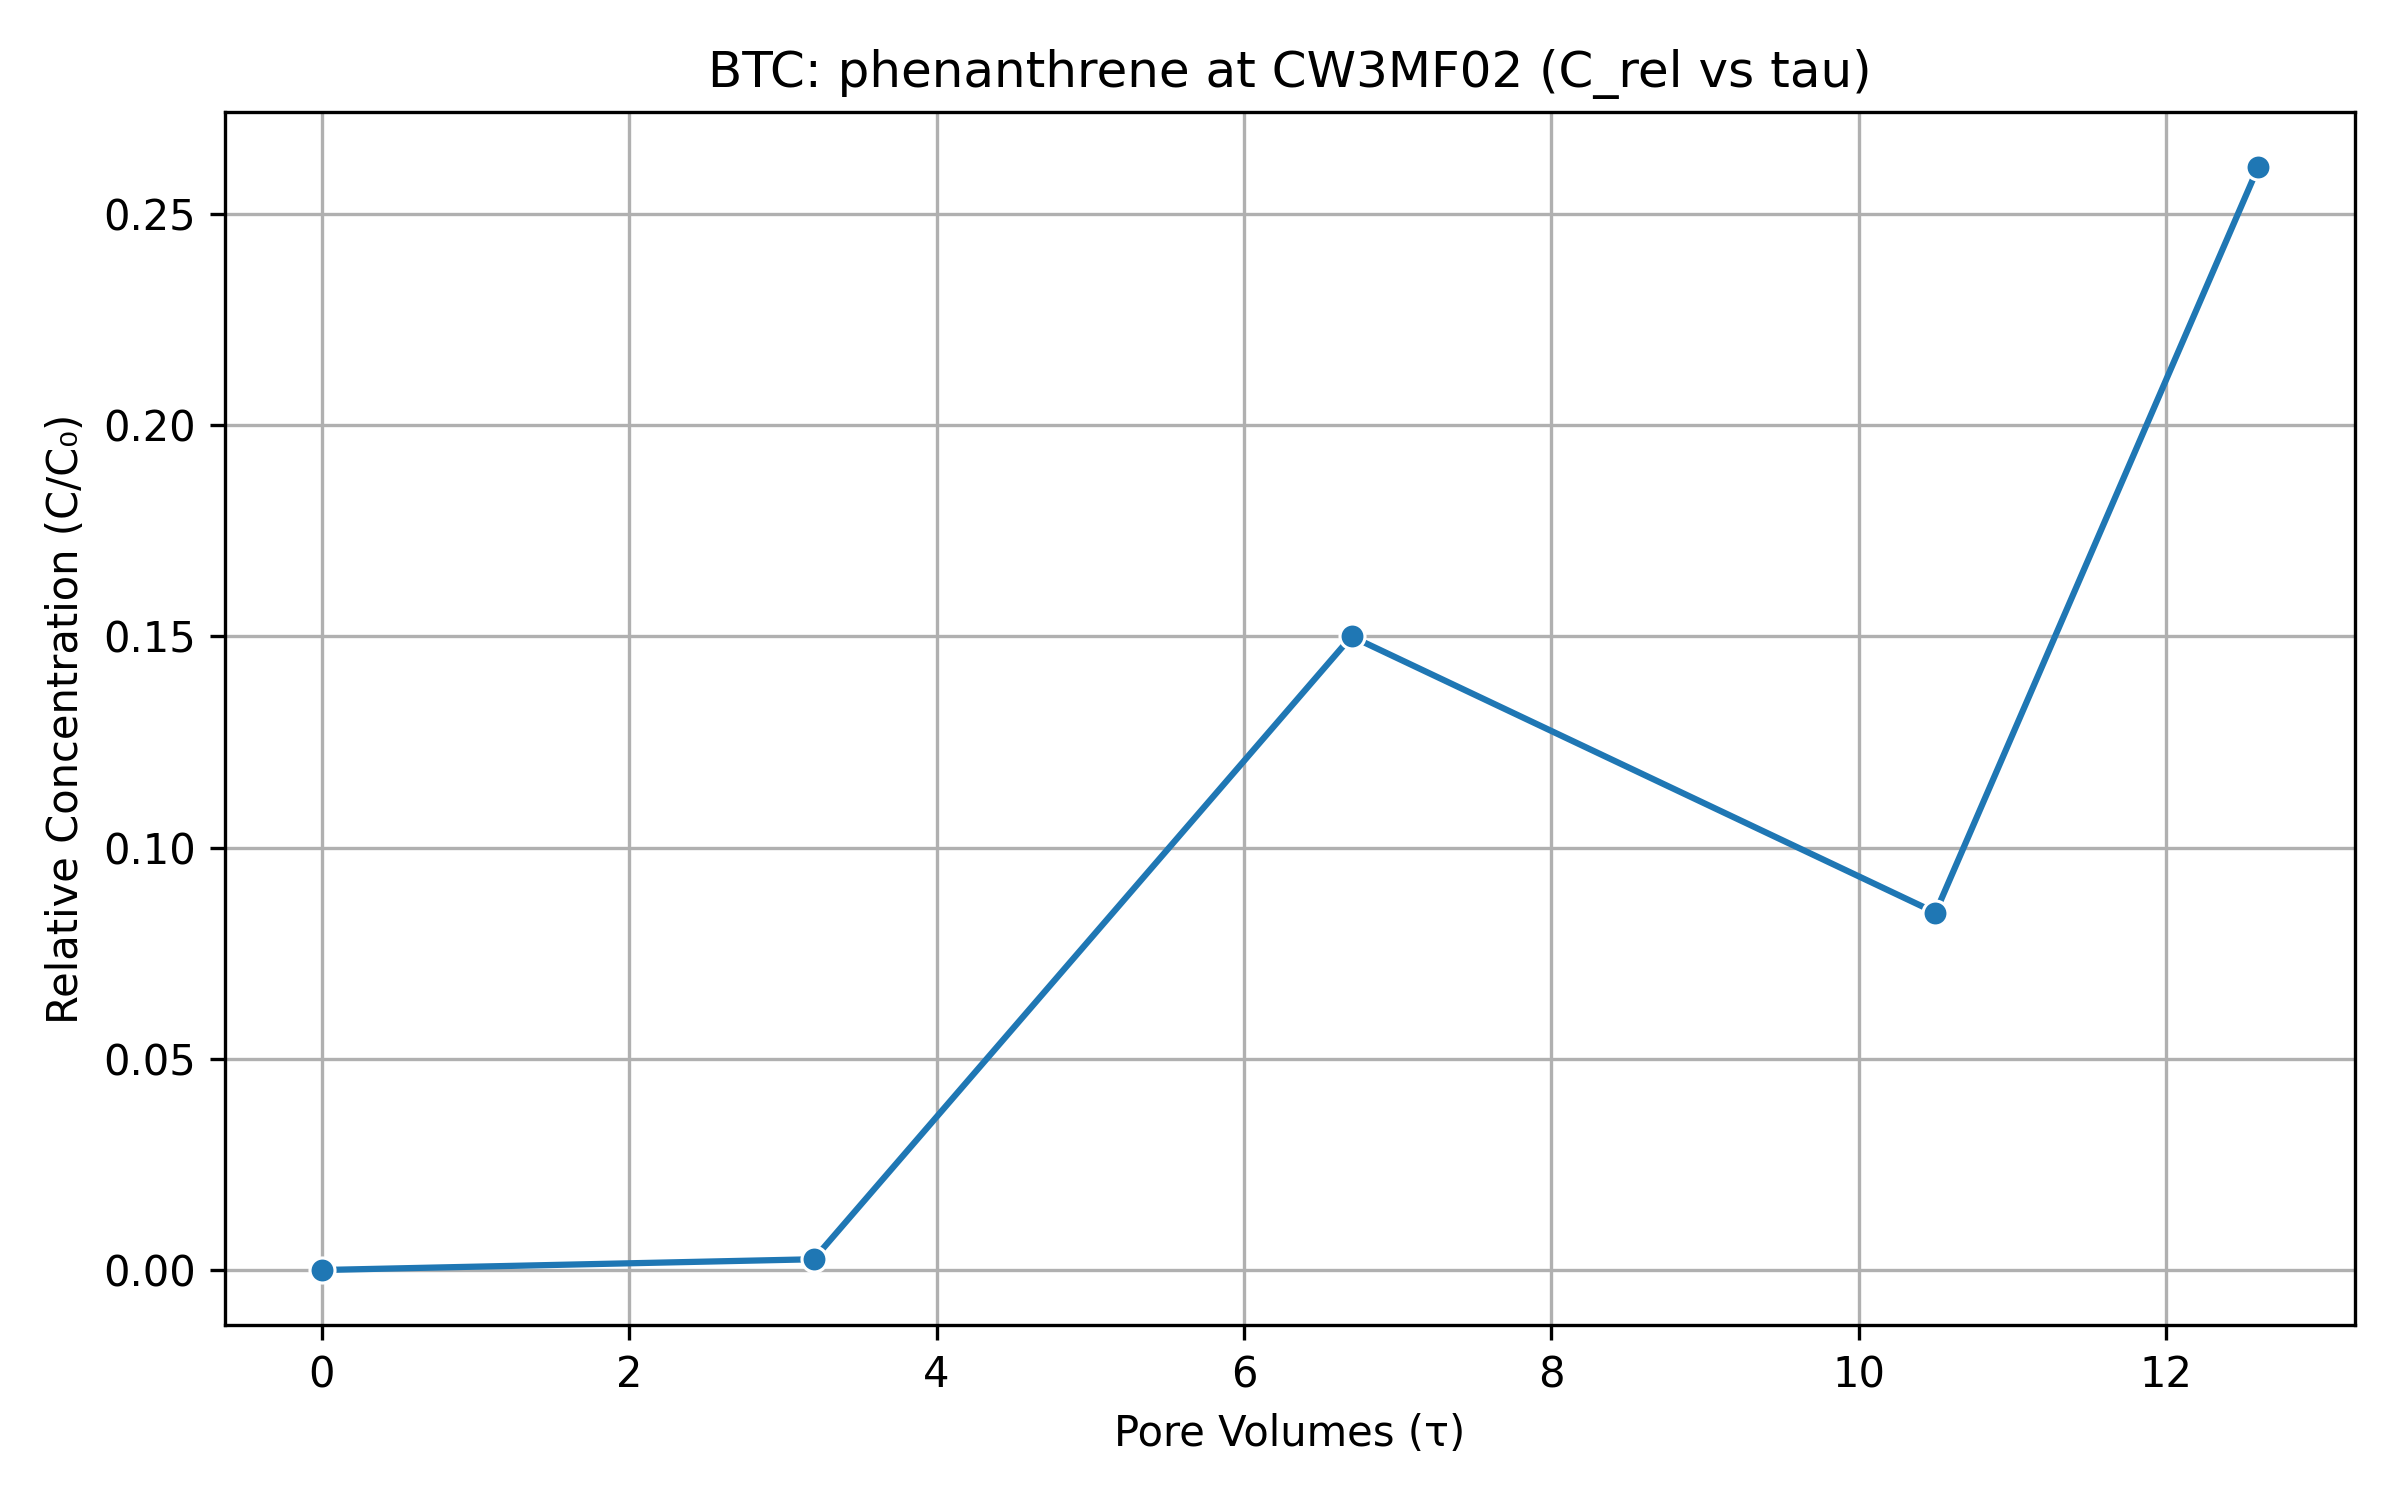 BTC: phenanthrene at CW3MF02 (C_rel vs tau)
Relative Concentration (C/C₀)
0.25
0.20
0.15
0.10
0.05
0.00
0 2 4 6 8 10 12
Pore Volumes (τ)